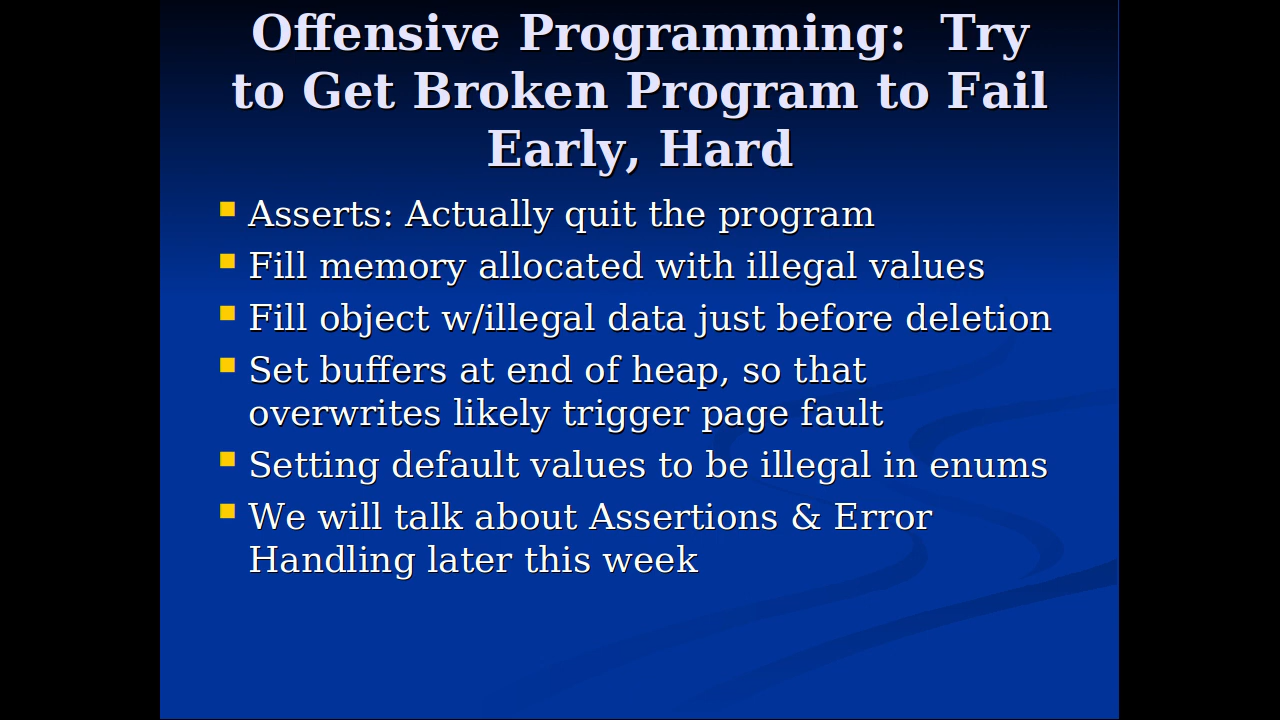 Offensive Programming:  Try
to Get Broken Program to Fail
Early, Hard
Asserts: Actually quit the program
Fill memory allocated with illegal values
Fill object w/illegal data just before deletion
Set buffers at end of heap, so that
overwrites likely trigger page fault
Setting default values to be illegal in enums
We will talk about Assertions & Error
Handling later this week